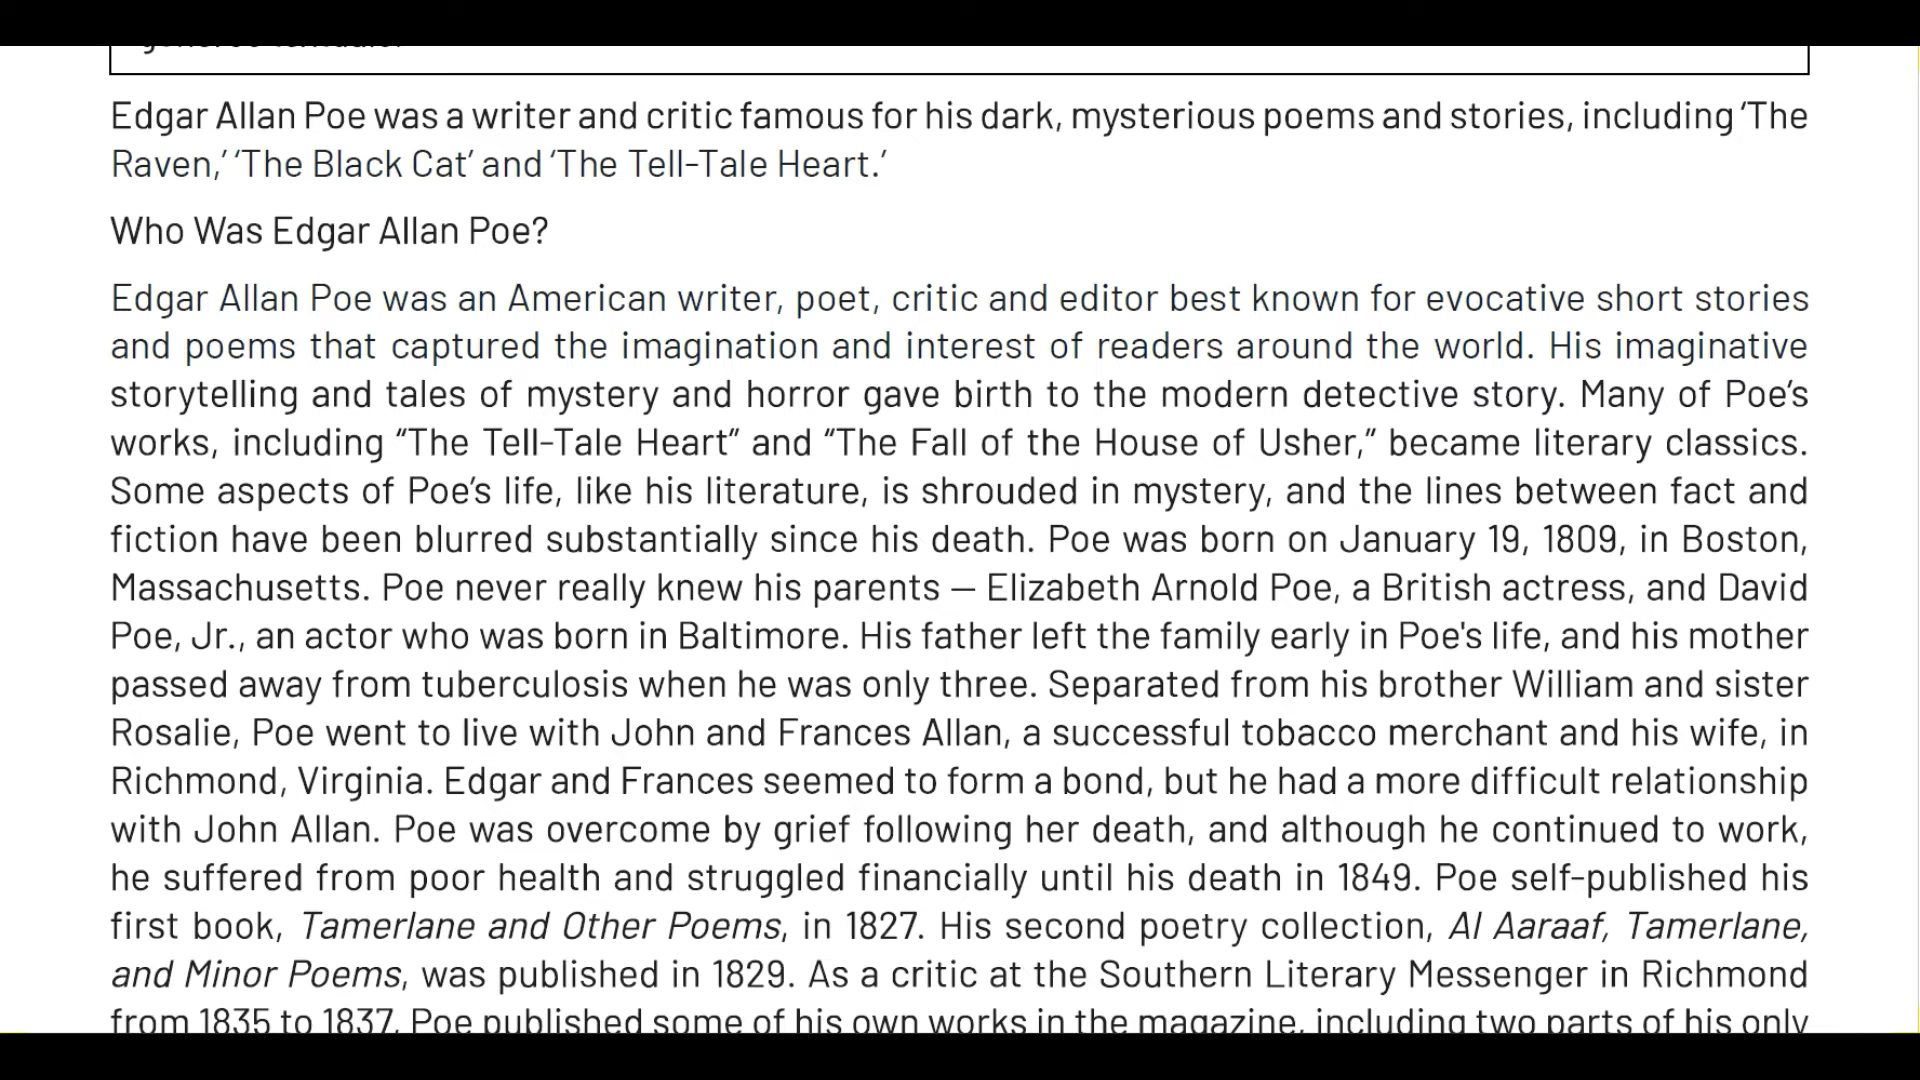 Edgar Allan Poe was a writer and critic famous for his dark, mysterious poems and stories, including ‘The
Raven,’ ‘The Black Cat’ and ‘The Tell-Tale Heart.’
Who Was Edgar Allan Poe?
Edgar Allan Poe was an American writer, poet, critic and editor best known for evocative short stories
and poems that captured the imagination and interest of readers around the world. His imaginative
storytelling and tales of mystery and horror gave birth to the modern detective story. Many of Poe’s
works, including “The Tell-Tale Heart” and “The Fall of the House of Usher,” became literary classics.
Some aspects of Poe’s life, like his literature, is shrouded in mystery, and the lines between fact and
fiction have been blurred substantially since his death. Poe was born on January 19, 1809, in Boston,
Massachusetts. Poe never really knew his parents — Elizabeth Arnold Poe, a British actress, and David
Poe, Jr., an actor who was born in Baltimore. His father left the family early in Poe's life, and his mother
passed away from tuberculosis when he was only three. Separated from his brother William and sister
Rosalie, Poe went to live with John and Frances Allan, a successful tobacco merchant and his wife, in
Richmond, Virginia. Edgar and Frances seemed to form a bond, but he had a more difficult relationship
with John Allan. Poe was overcome by grief following her death, and although he continued to work,
he suffered from poor health and struggled financially until his death in 1849. Poe self-published his
first book, Tamerlane and Other Poems, in 1827. His second poetry collection, Al Aaraaf, Tamerlane,
and Minor Poems, was published in 1829. As a critic at the Southern Literary Messenger in Richmond
from 1835 to 1837, Poe published some of his own works in the magazine, including two parts of his only